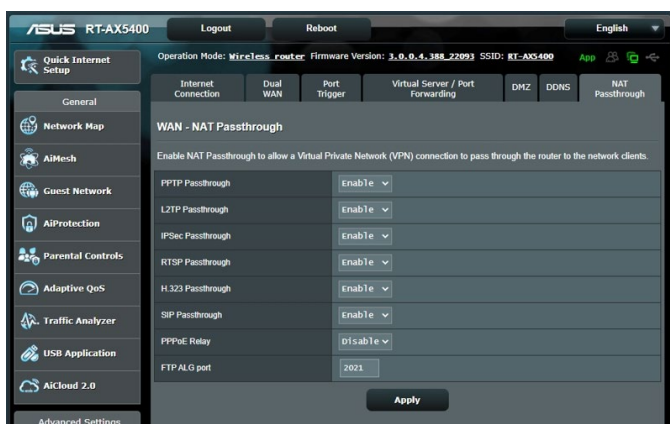 ASUS RT-AX5400
Logout
Reboot
English
Quick Internet
Setup
Operation Mode: Wireless router Firmware Version: 3.0.0.4.388_22093 SSID: RT-AX5400
App
General
Network Map
AiMesh
Guest Network
AiProtection
Parental Controls
Adaptive QoS
Traffic Analyzer
USB Application
AiCloud 2.0
Advanced Settings
Internet
Connection
Dual
WAN
Port
Trigger
Virtual Server / Port
Forwarding
DMZ
DDNS
NAT
Passthrough
WAN - NAT Passthrough
Enable NAT Passthrough to allow a Virtual Private Network (VPN) connection to pass through the router to the network clients.
PPTP Passthrough Enable
L2TP Passthrough Enable
IPSec Passthrough Enable
RTSP Passthrough Enable
H.323 Passthrough Enable
SIP Passthrough Enable
PPPoE Relay Disable
FTP ALG port 2021
Apply